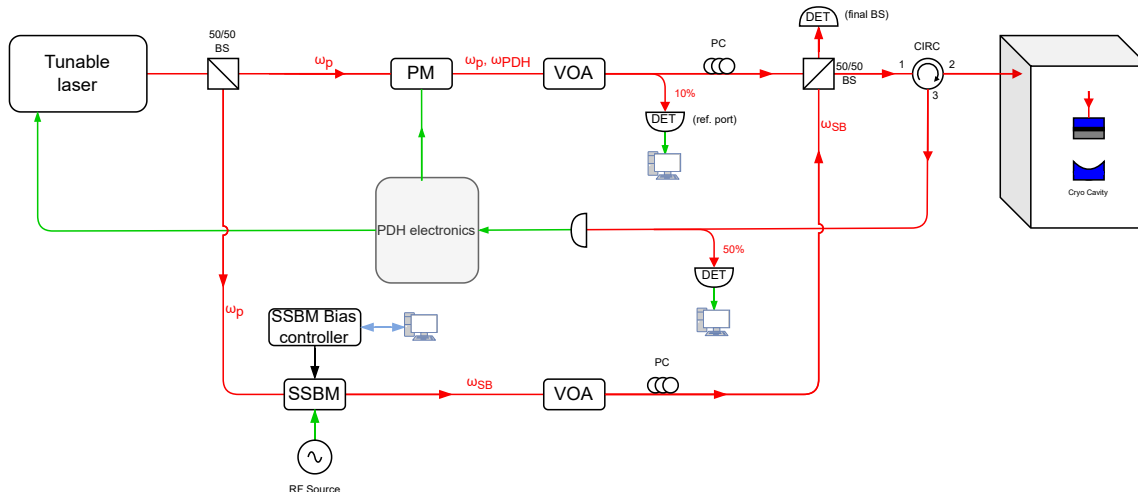 50/50
BS
Tunable
laser
ωp
PM
ωp, ωPDH
VOA
10%
DET
(ref. port)
PC
DET
(final BS)
50/50
BS
ωSB
CIRC
1
2
3
Cryo Cavity
PDH electronics
50%
DET
ωp
SSBM Bias
controller
SSBM
ωSB
VOA
PC
RF Source